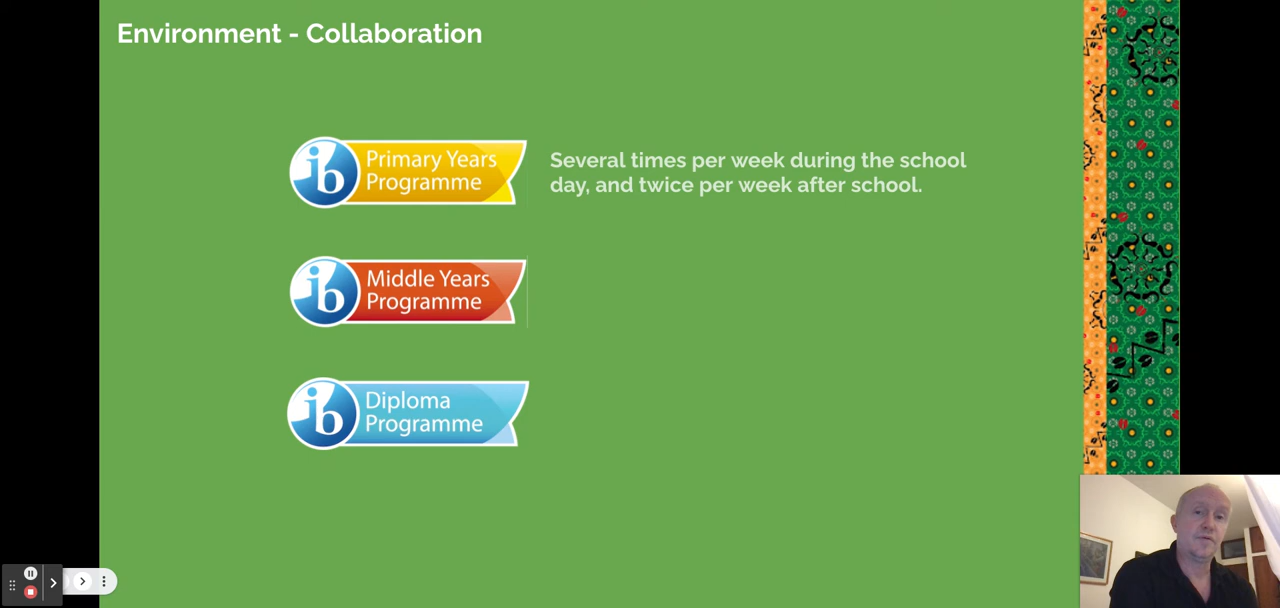 Environment - Collaboration
ib
Primary Years
Programme
Several times per week during the school
day, and twice per week after school.
ib
Middle Years
Programme
ib
Diploma
Programme